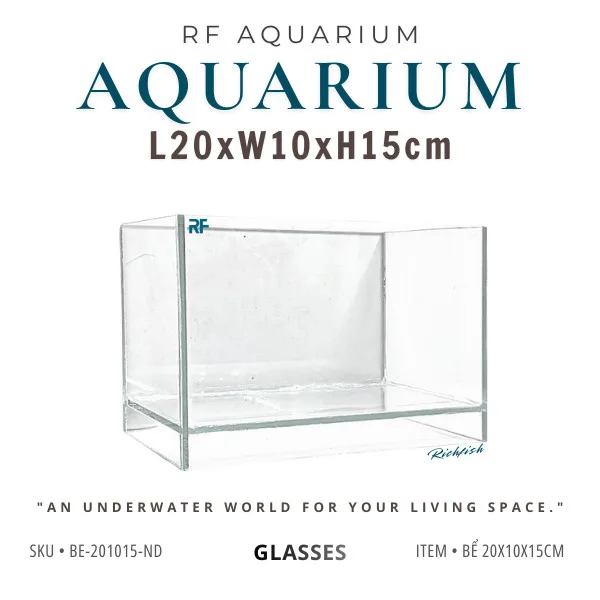 RF AQUARIUM
AQUARIUM
L20xW10xH15cm
RF
Richfish
"AN UNDERWATER WORLD FOR YOUR LIVING SPACE."
SKU • BE-201015-ND
GLASSES
ITEM • BỂ 20X10X15CM